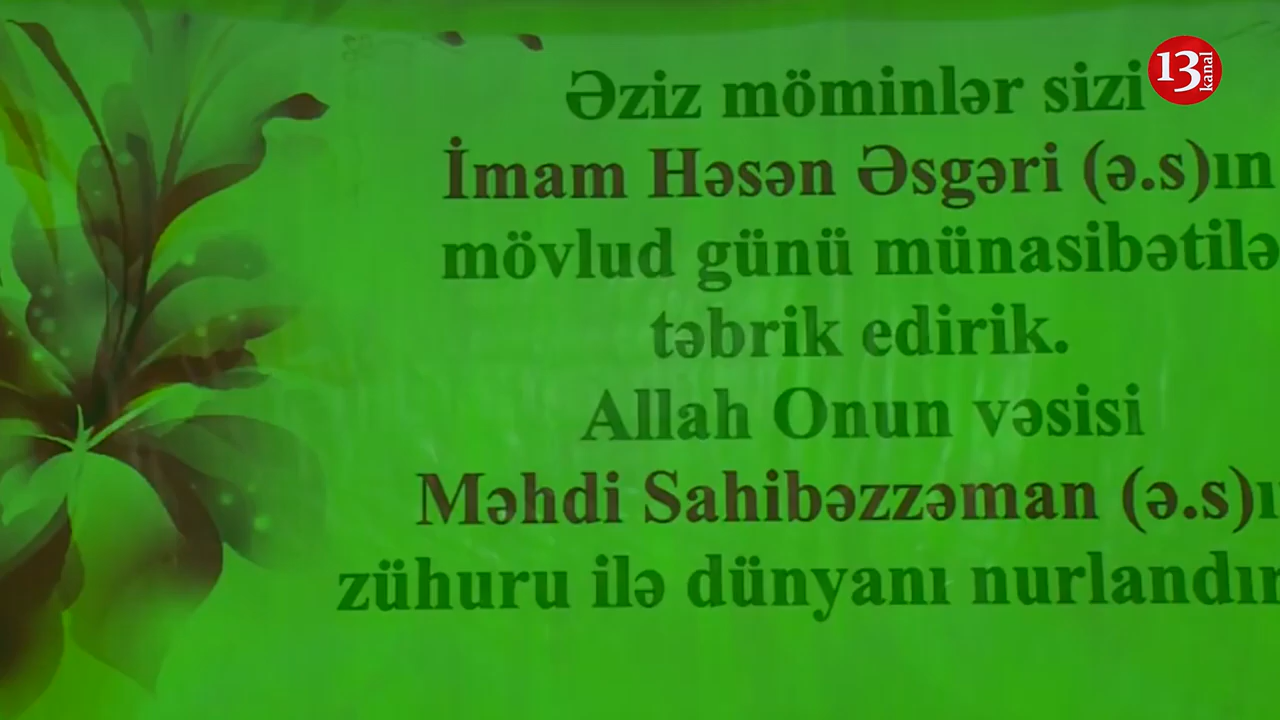 Əziz möminlər sizi
İmam Həsən Əsgəri (ə.s)ın
mövlud günü münasibətilə
təbrik edirik.
Allah Onun vəsisi
Məhdi Sahibəzzəman (ə.s)ı
zühuru ilə dünyanı
13 kanal